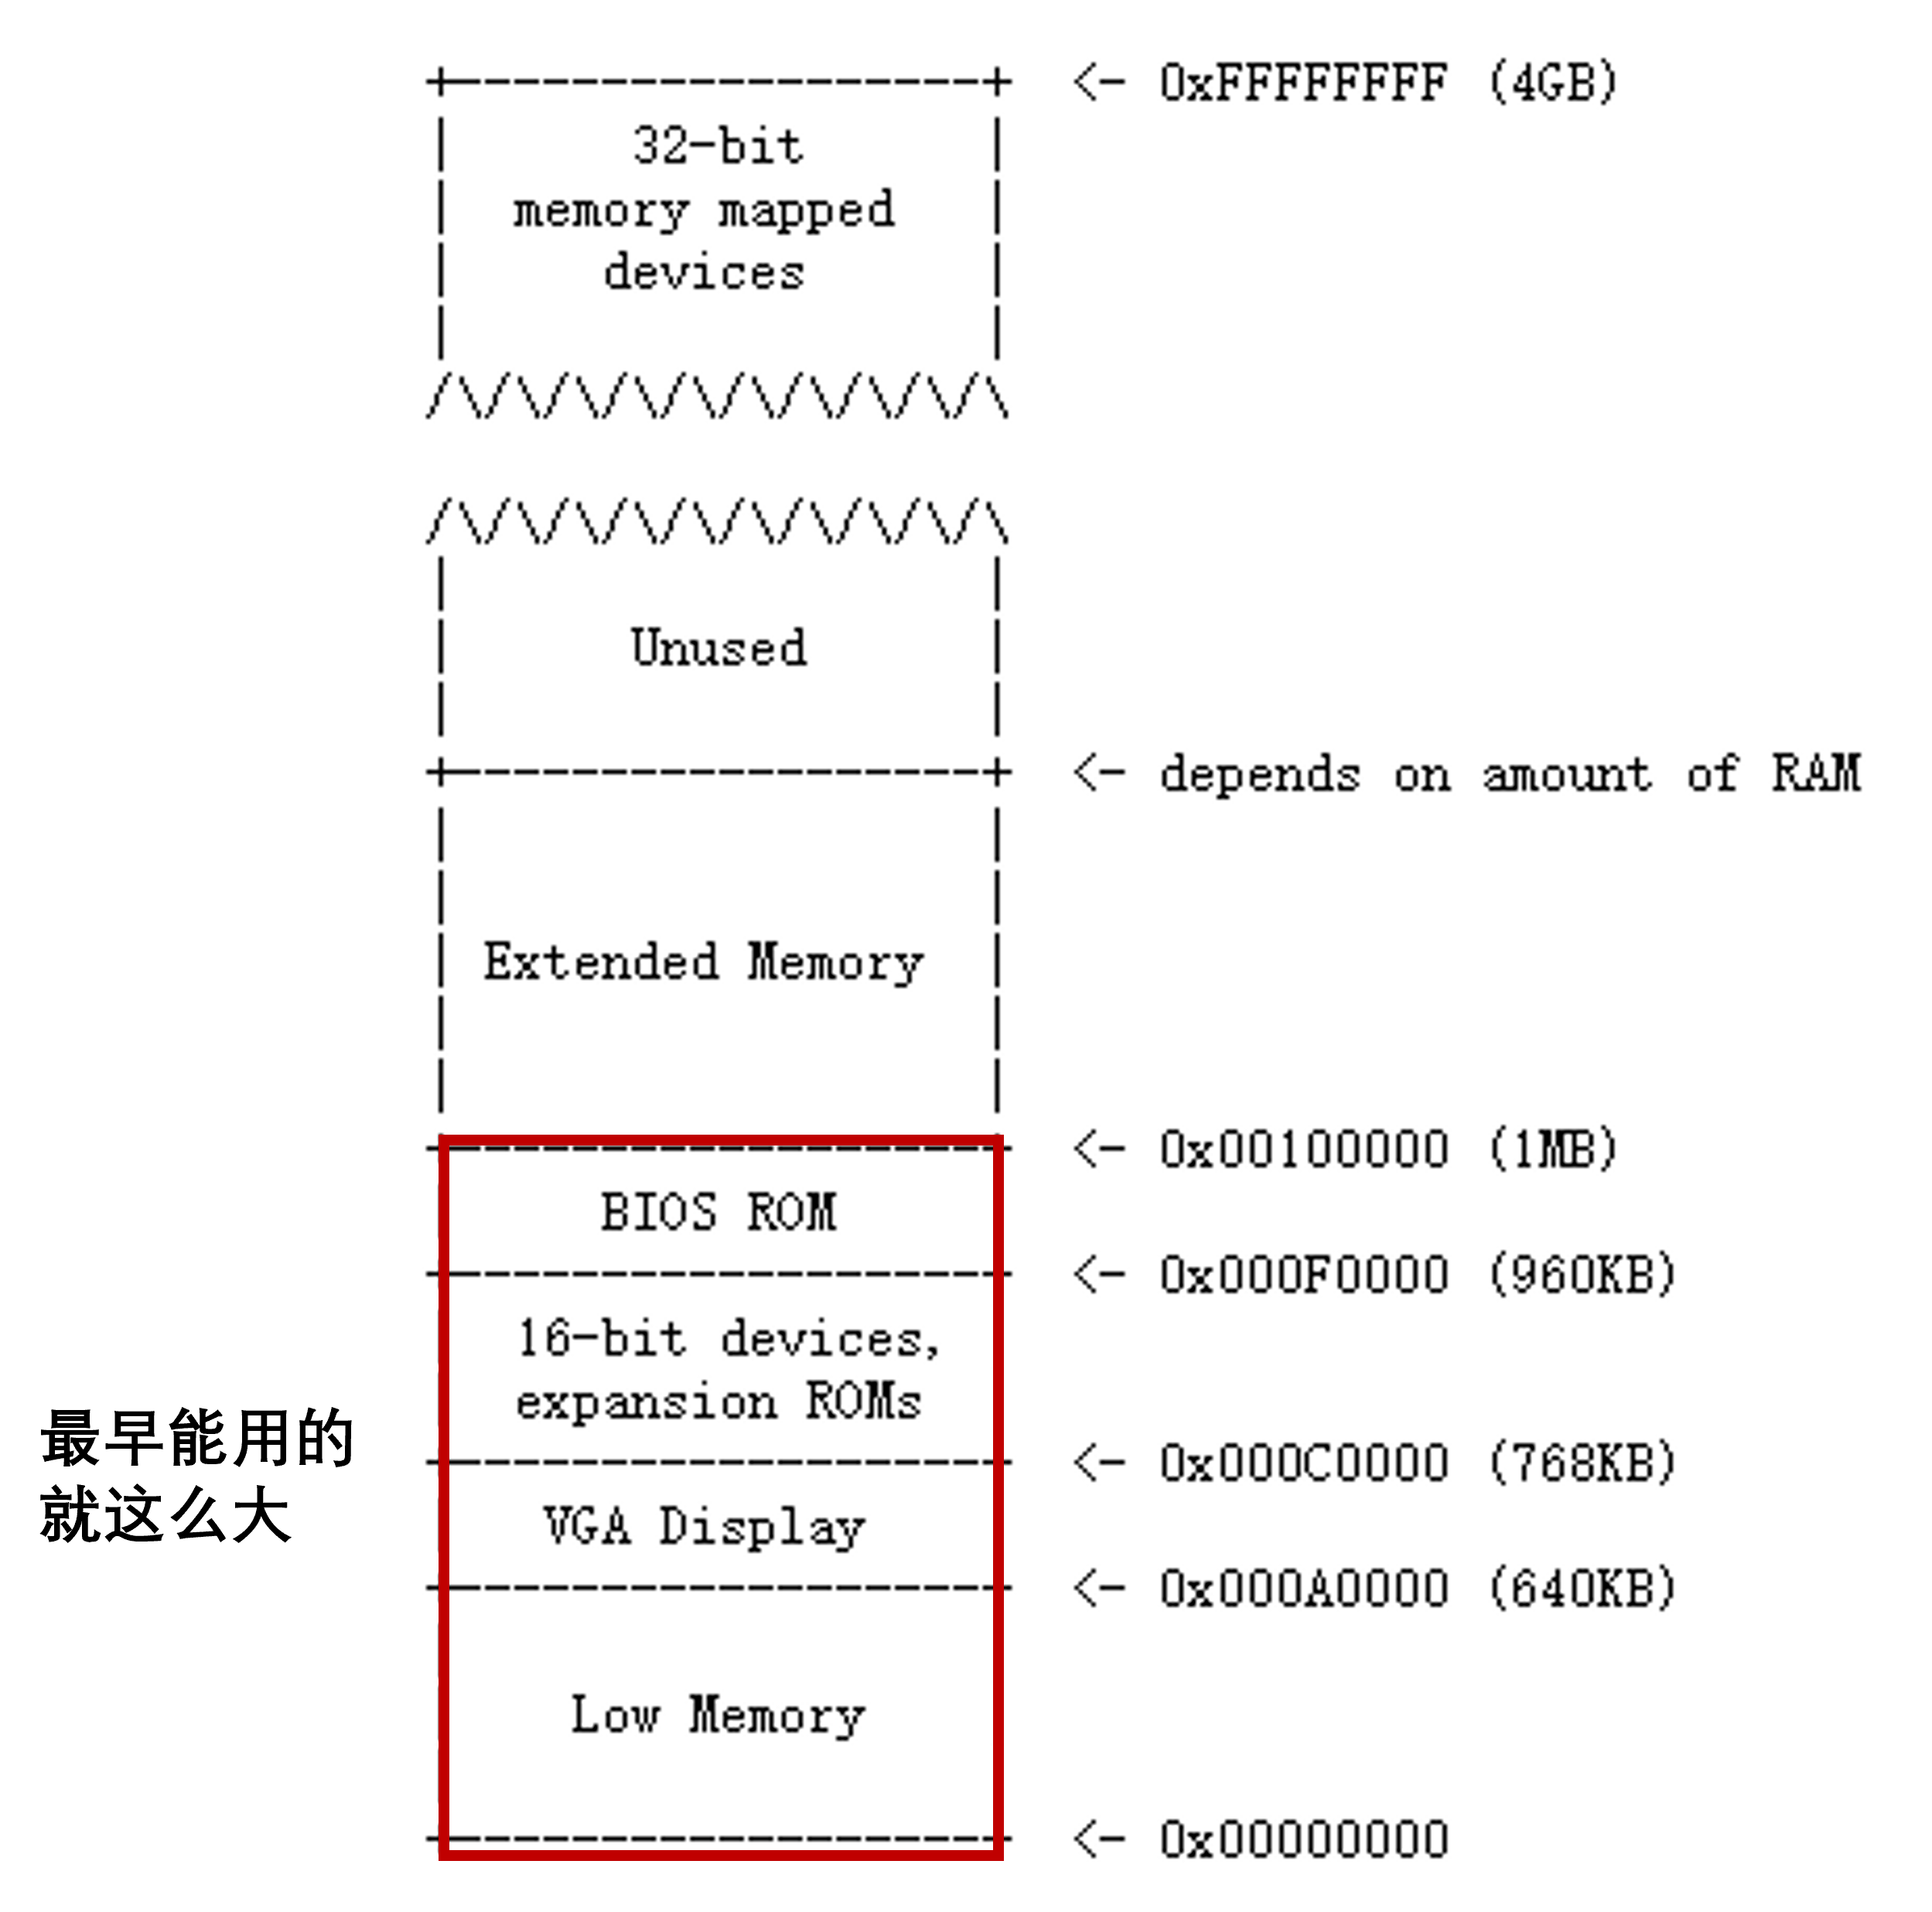 <- 0xFFFFFFFF (4GB)
32-bit
memory mapped
devices
Unused
<- depends on amount of RAM
Extended Memory
<- 0x00100000 (1MB)
BIOS ROM
<- 0x000F0000 (960KB)
16-bit devices,
expansion ROMs
<- 0x000C0000 (768KB)
VGA Display
<- 0x000A0000 (640KB)
Low Memory
<- 0x00000000
最早能用的
就这么大